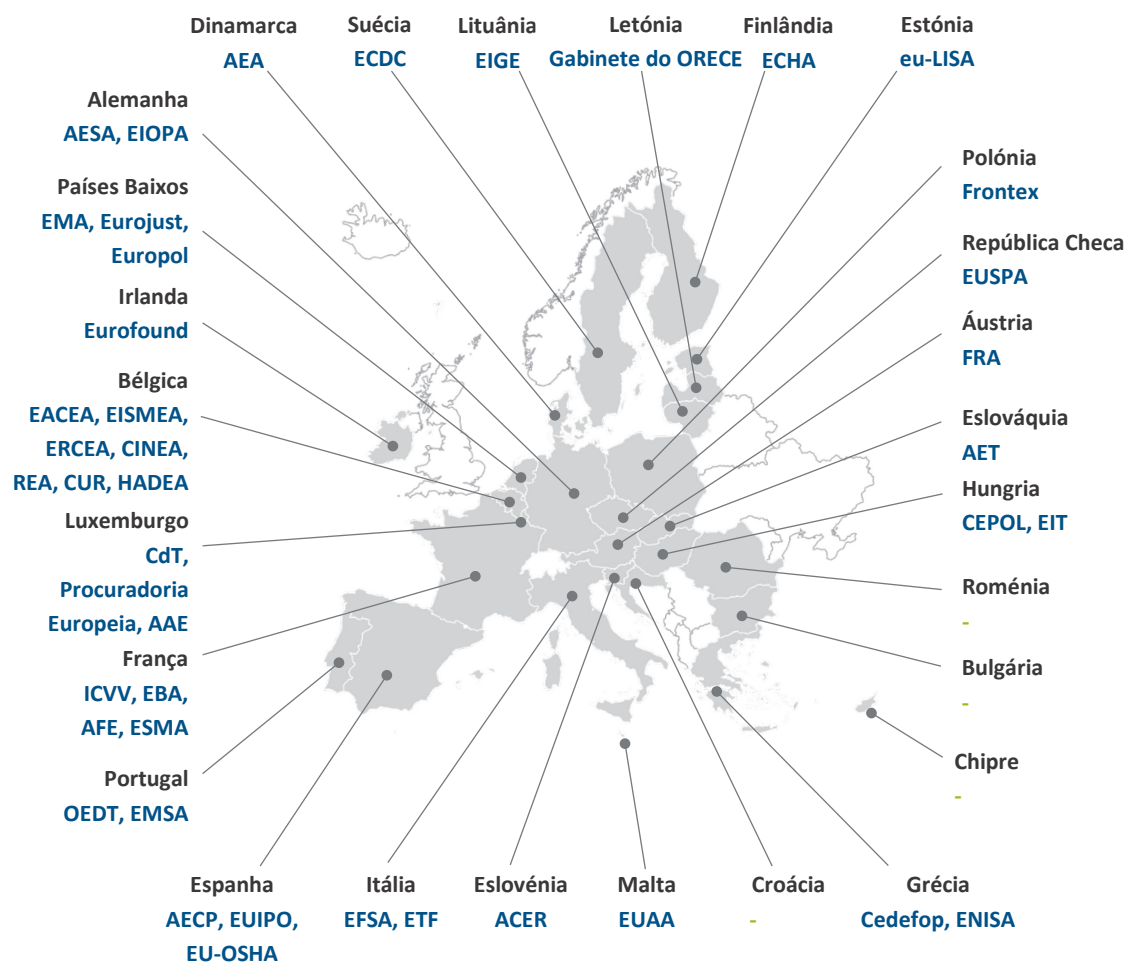 Dinamarca
AEA
Suécia
ECDC
Lituânia
EIGE
Letónia
Gabinete do ORECE
Finlândia
ECHA
Estónia
eu-LISA
Alemanha
AESA, EIOPA
Países Baixos
EMA, Eurojust,
Europol
Irlanda
Eurofound
Bélgica
EACEA, EISMEA,
ERCEA, CINEA,
REA, CUR, HADEA
Luxemburgo
CdT,
Procuradoria
Europeia, AAE
França
ICVV, EBA,
AFE, ESMA
Portugal
OEDT, EMSA
Polónia
Frontex
República Checa
EUSPA
Áustria
FRA
Eslováquia
AET
Hungria
CEPOL, EIT
Roménia
-
Bulgária
-
Chipre
-
Espanha
AECP, EUIPO,
EU-OSHA
Itália
EFSA, ETF
Eslovénia
ACER
Malta
EUAA
Croácia
-
Grécia
Cedefop, ENISA